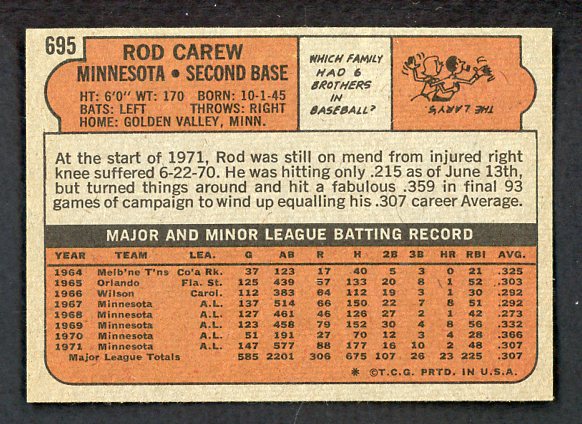 695
ROD CAREW
MINNESOTA • SECOND BASE
HT: 6'0" WT: 170 BORN: 10-1-45
BATS: LEFT THROWS: RIGHT
HOME: GOLDEN VALLEY, MINN.
WHICH FAMILY
HAD 6
BROTHERS
IN
BASEBALL?
THE LARYS.
At the start of 1971, Rod was still on mend from injured right
knee suffered 6-22-70. He was hitting only .215 as of June 13th,
but turned things around and hit a fabulous .359 in final 93
games of campaign to wind up equalling his .307 career Average.
MAJOR AND MINOR LEAGUE BATTING RECORD
YEAR TEAM LEA. G AB R H 2B 3B HR RBI AVG.
1964 Melb'ne T'ns Co'a Rk. 37 123 17 40 5 3 0 21 .325
1965 Orlando Fla. St. 125 439 57 133 20 8 1 52 .303
1966 Wilson Carol. 112 383 64 112 19 3 1 30 .292
1967 Minnesota A.L. 137 514 66 150 22 7 8 51 .292
1968 Minnesota A.L. 127 461 46 126 27 2 1 42 .273
1969 Minnesota A.L. 123 458 79 152 30 4 8 56 .332
1970 Minnesota A.L. 51 191 27 70 12 3 4 28 .366
1971 Minnesota A.L. 147 577 88 177 16 10 2 48 .307
Major League Totals 585 2201 306 675 107 26 23 225 .307
* ©T.C.G. PRTD. IN U.S.A.